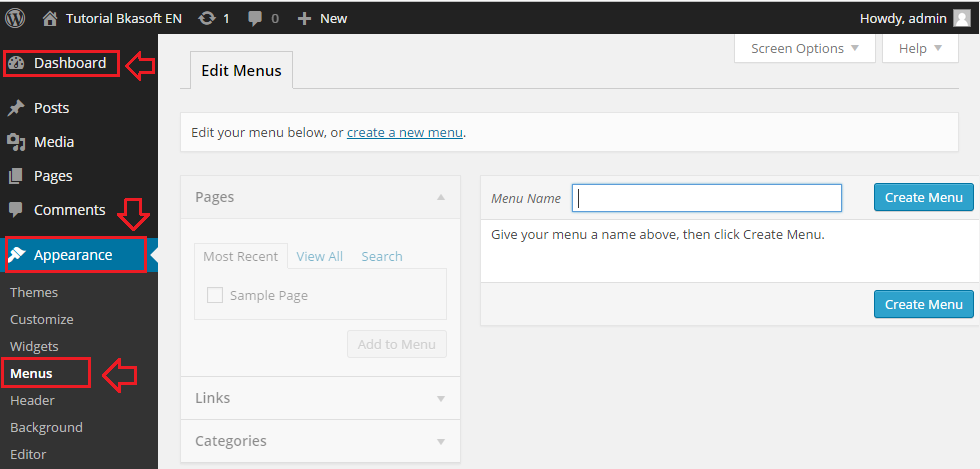 Tutorial Bkasoft EN 1 0 + New Howdy, admin
Dashboard
Posts
Media
Pages
Comments
Appearance
Themes
Customize
Widgets
Menus
Header
Background
Editor
Screen Options Help
Edit Menus
Edit your menu below, or create a new menu.
Pages
Most Recent View All Search
Sample Page
Add to Menu
Links
Categories
Menu Name Create Menu
Give your menu a name above, then click Create Menu.
Create Menu